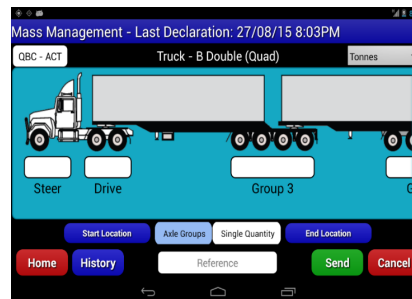 Mass Management - Last Declaration: 27/08/15 8:03PM
QBC - ACT
Truck - B Double (Quad)
Tonnes
Steer
Drive
Group 3
G
Start Location
Axle Groups
Single Quantity
End Location
Home
History
Reference
Send
Cancel